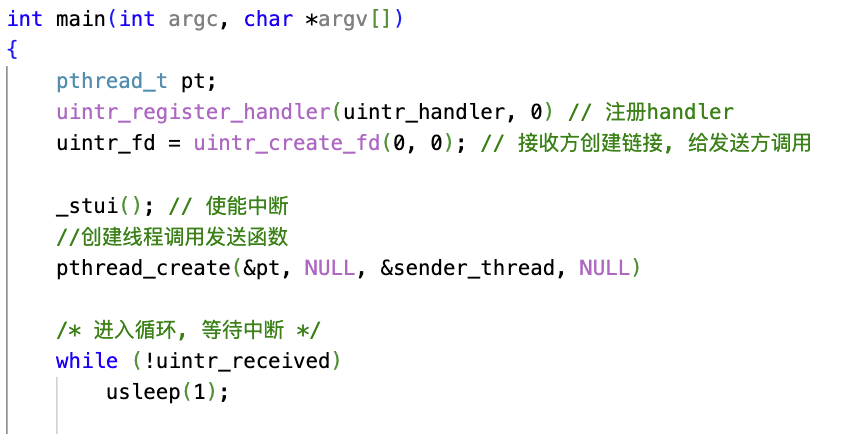 int main(int argc, char *argv[])
{
pthread_t pt;
uintr_register_handler(uintr_handler, 0) // 注册handler
uintr_fd = uintr_create_fd(0, 0); // 接收方创建链接, 给发送方调用
_stui(); // 使能中断
//创建线程调用发送函数
pthread_create(&pt, NULL, &sender_thread, NULL)
/* 进入循环, 等待中断 */
while (!uintr_received)
usleep(1);